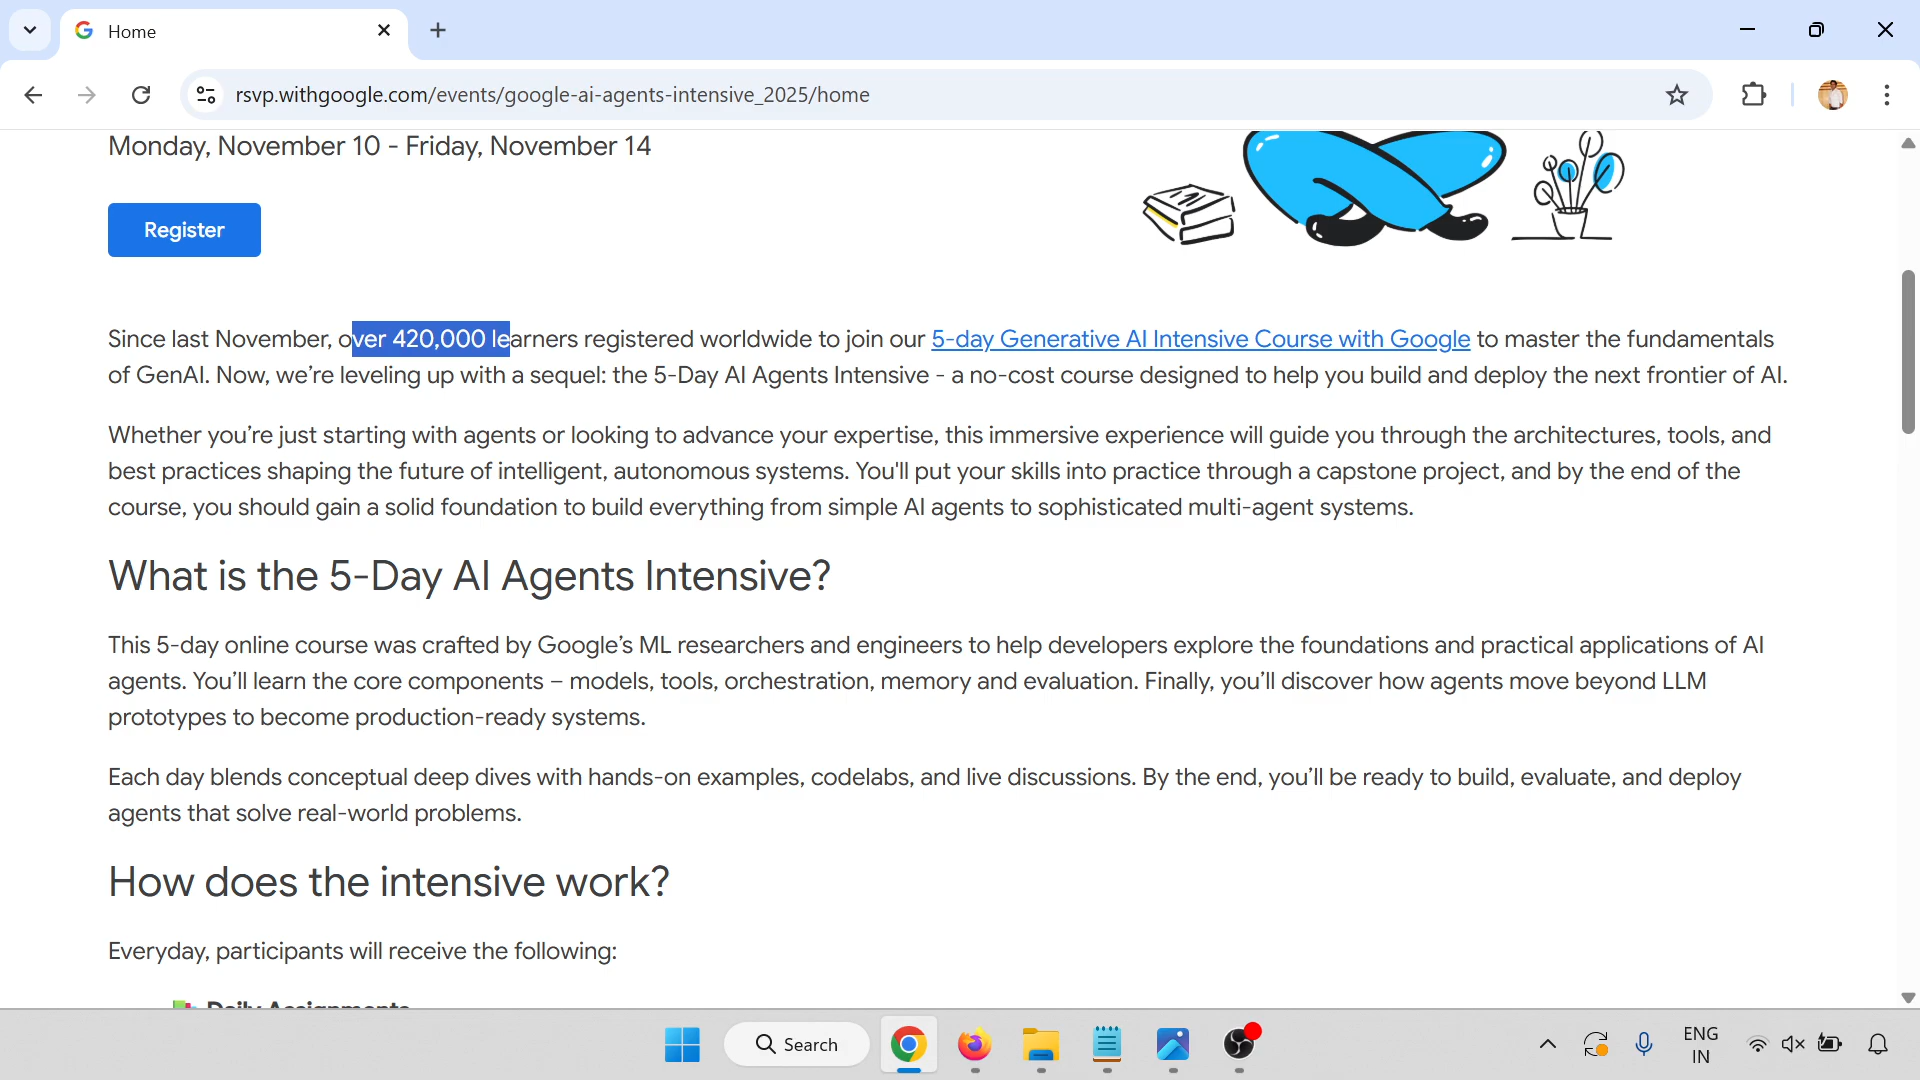 Home
rsvp.withgoogle.com/events/google-ai-agents-intensive_2025/home
Monday, November 10 - Friday, November 14
Register
Since last November, over 420,000 learners registered worldwide to join our 5-day Generative AI Intensive Course with Google to master the fundamentals
of GenAI. Now, we’re leveling up with a sequel: the 5-Day AI Agents Intensive - a no-cost course designed to help you build and deploy the next frontier of AI.
Whether you’re just starting with agents or looking to advance your expertise, this immersive experience will guide you through the architectures, tools, and
best practices shaping the future of intelligent, autonomous systems. You'll put your skills into practice through a capstone project, and by the end of the
course, you should gain a solid foundation to build everything from simple AI agents to sophisticated multi-agent systems.
What is the 5-Day AI Agents Intensive?
This 5-day online course was crafted by Google’s ML researchers and engineers to help developers explore the foundations and practical applications of AI
agents. You’ll learn the core components – models, tools, orchestration, memory and evaluation. Finally, you’ll discover how agents move beyond LLM
prototypes to become production-ready systems.
Each day blends conceptual deep dives with hands-on examples, codelabs, and live discussions. By the end, you’ll be ready to build, evaluate, and deploy
agents that solve real-world problems.
How does the intensive work?
Everyday, participants will receive the following:
Daily Assignments
Search
ENG
IN